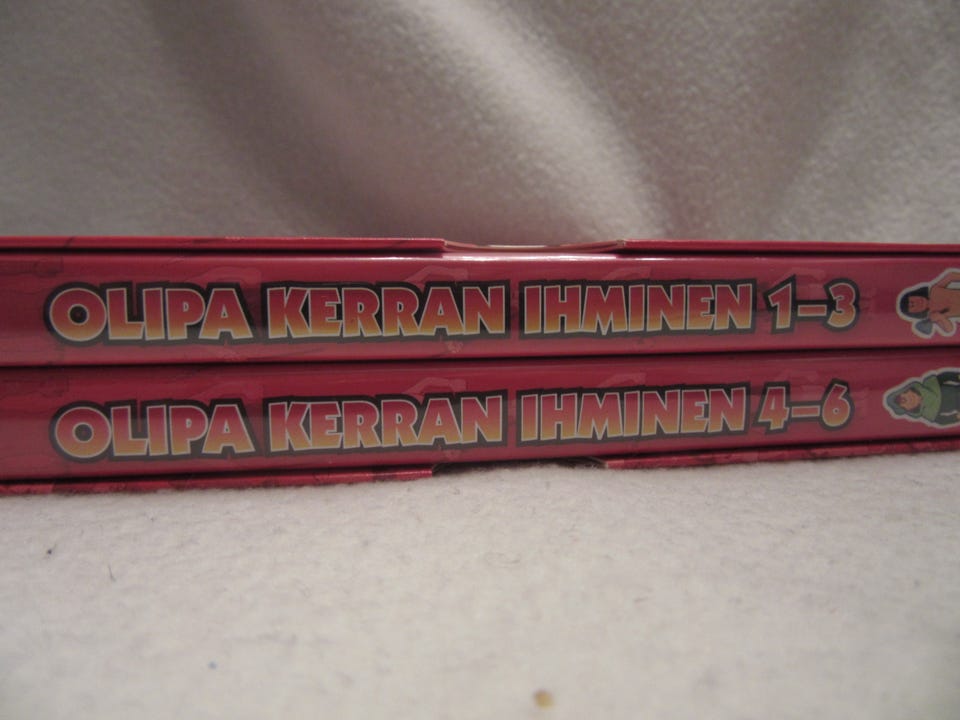 OLIPA KERRAN IHMINEN 1–3
OLIPA KERRAN IHMINEN 4–6